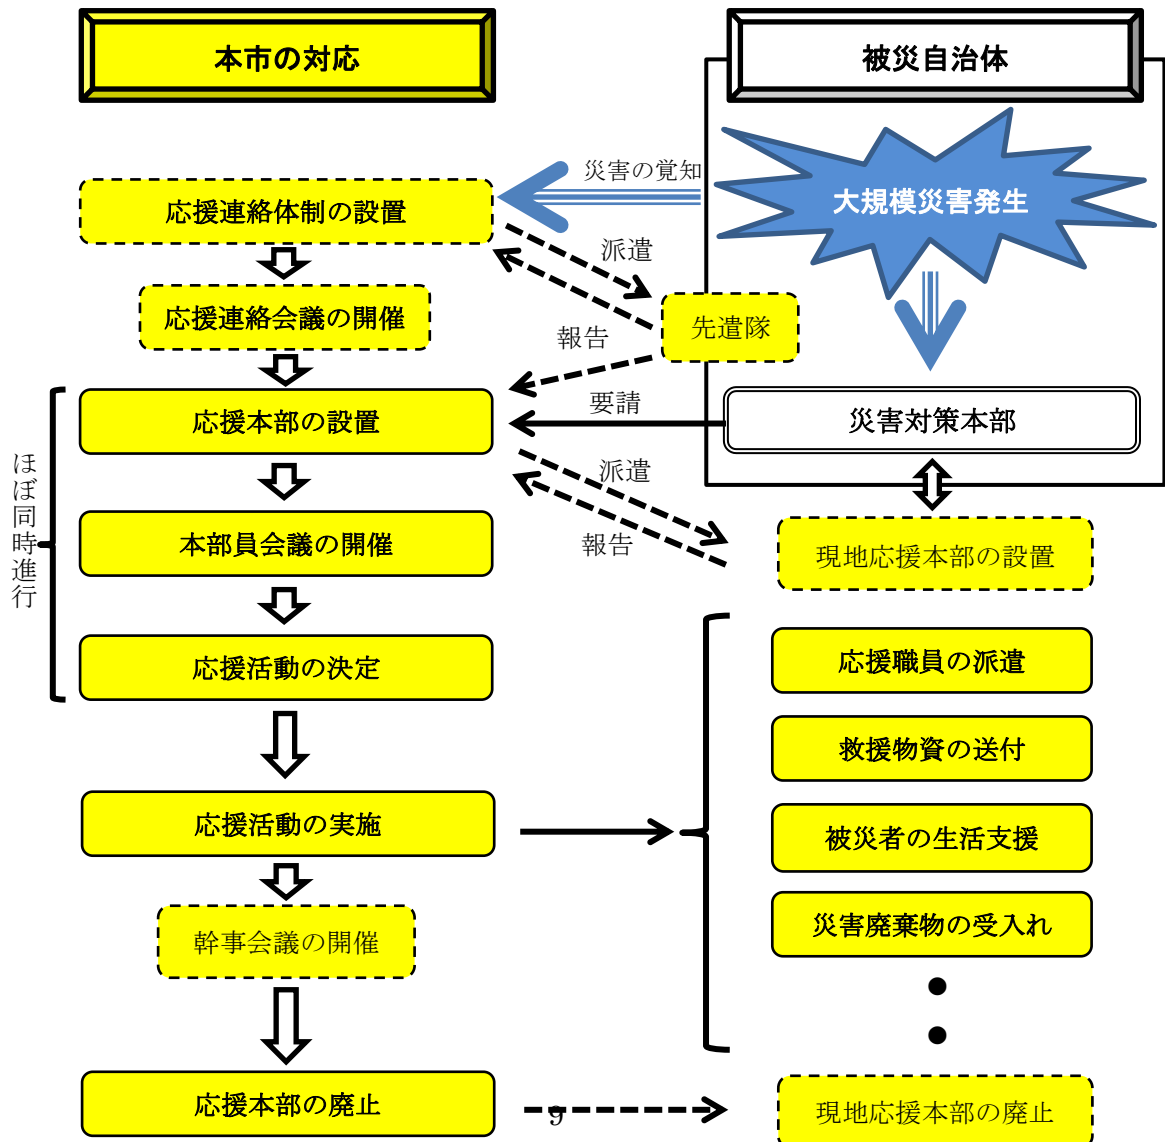 本市の対応
被災自治体
災害の覚知
大規模災害発生
応援連絡体制の設置
派遣
応援連絡会議の開催
先遣隊
報告
応援本部の設置
要請
災害対策本部
ほぼ同時進行
派遣
本部員会議の開催
報告
現地応援本部の設置
応援活動の決定
応援職員の派遣
救援物資の送付
応援活動の実施
被災者の生活支援
災害廃棄物の受入れ
幹事会議の開催
応援本部の廃止
9
現地応援本部の廃止